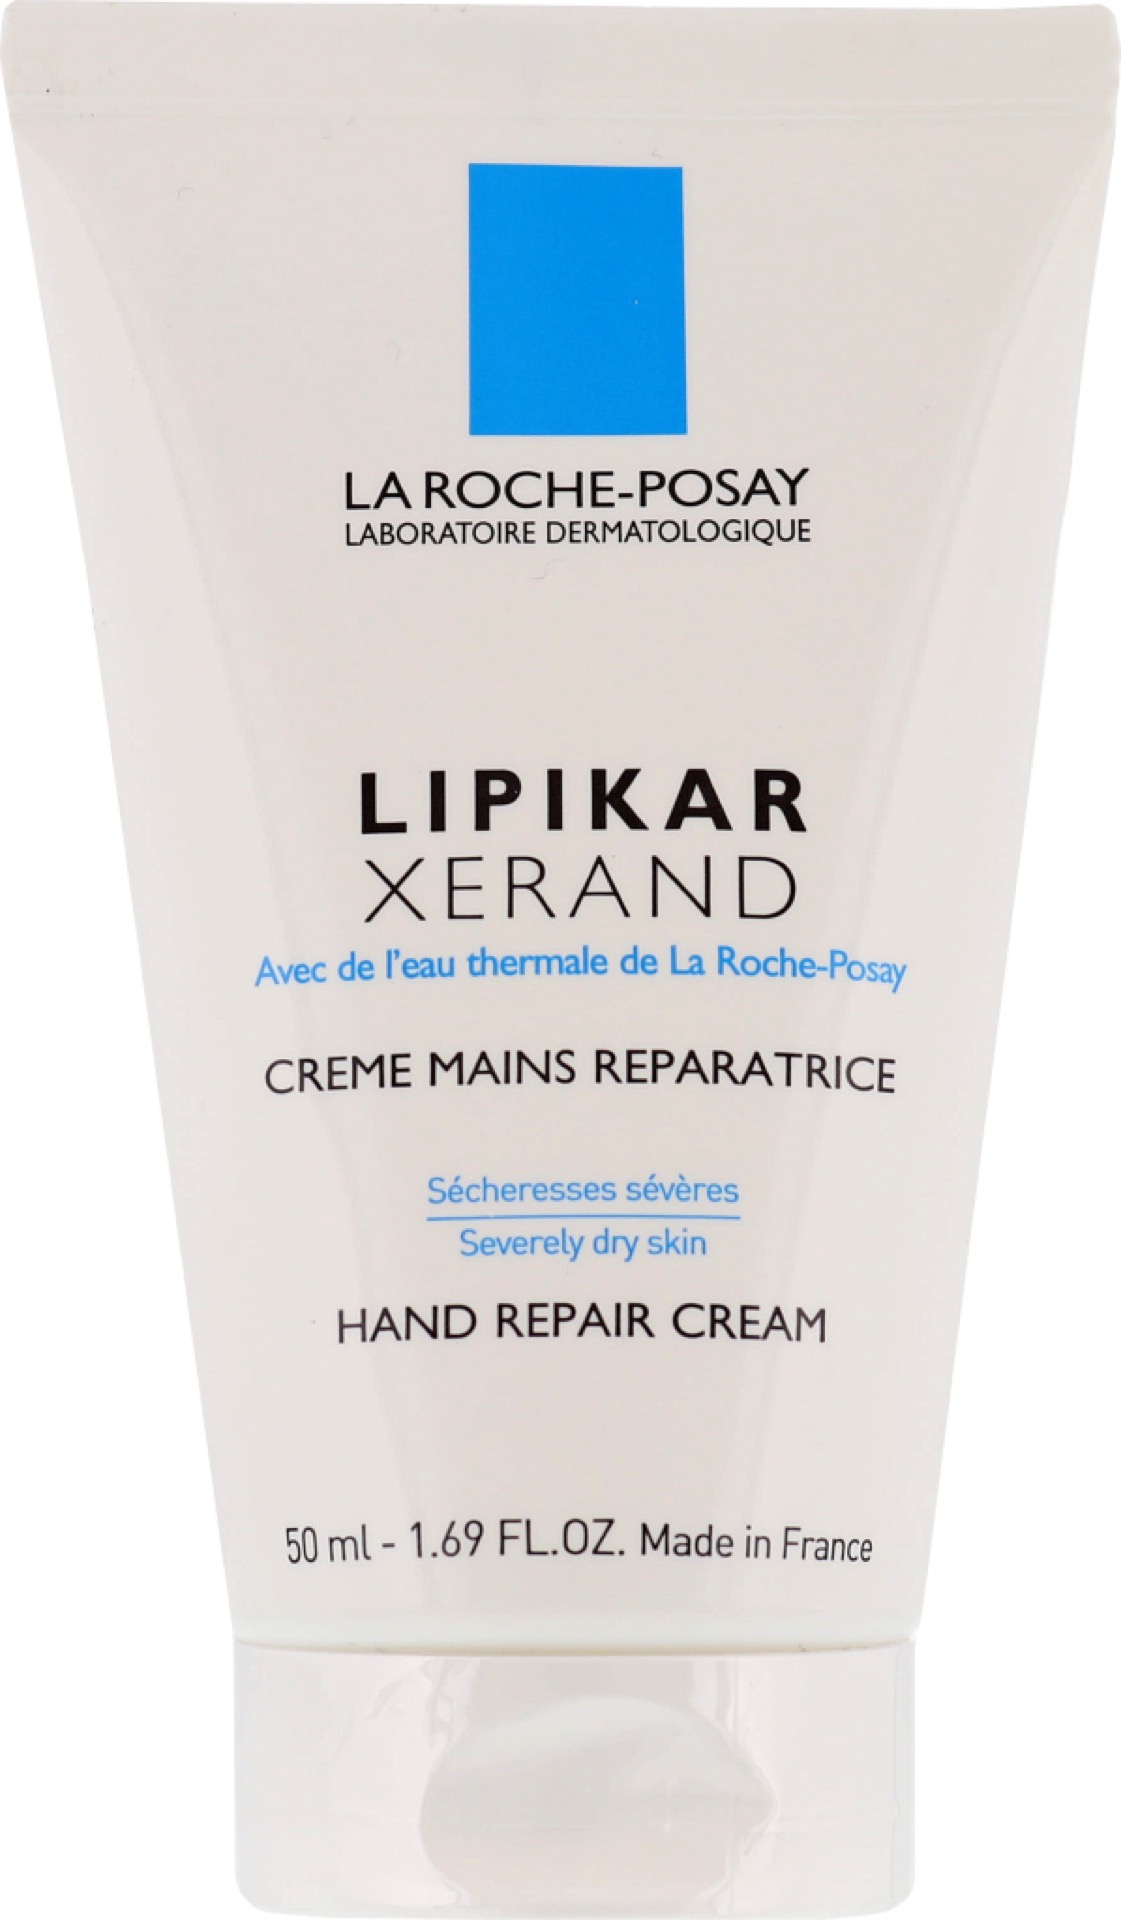 LA ROCHE-POSAY
LABORATOIRE DERMATOLOGIQUE
LIPIKAR
XERAND
Avec de l'eau thermale de La Roche-Posay
CREME MAINS REPARATRICE
Sécheresses sévères
Severely dry skin
HAND REPAIR CREAM
50 ml - 1.69 FL.OZ. Made in France